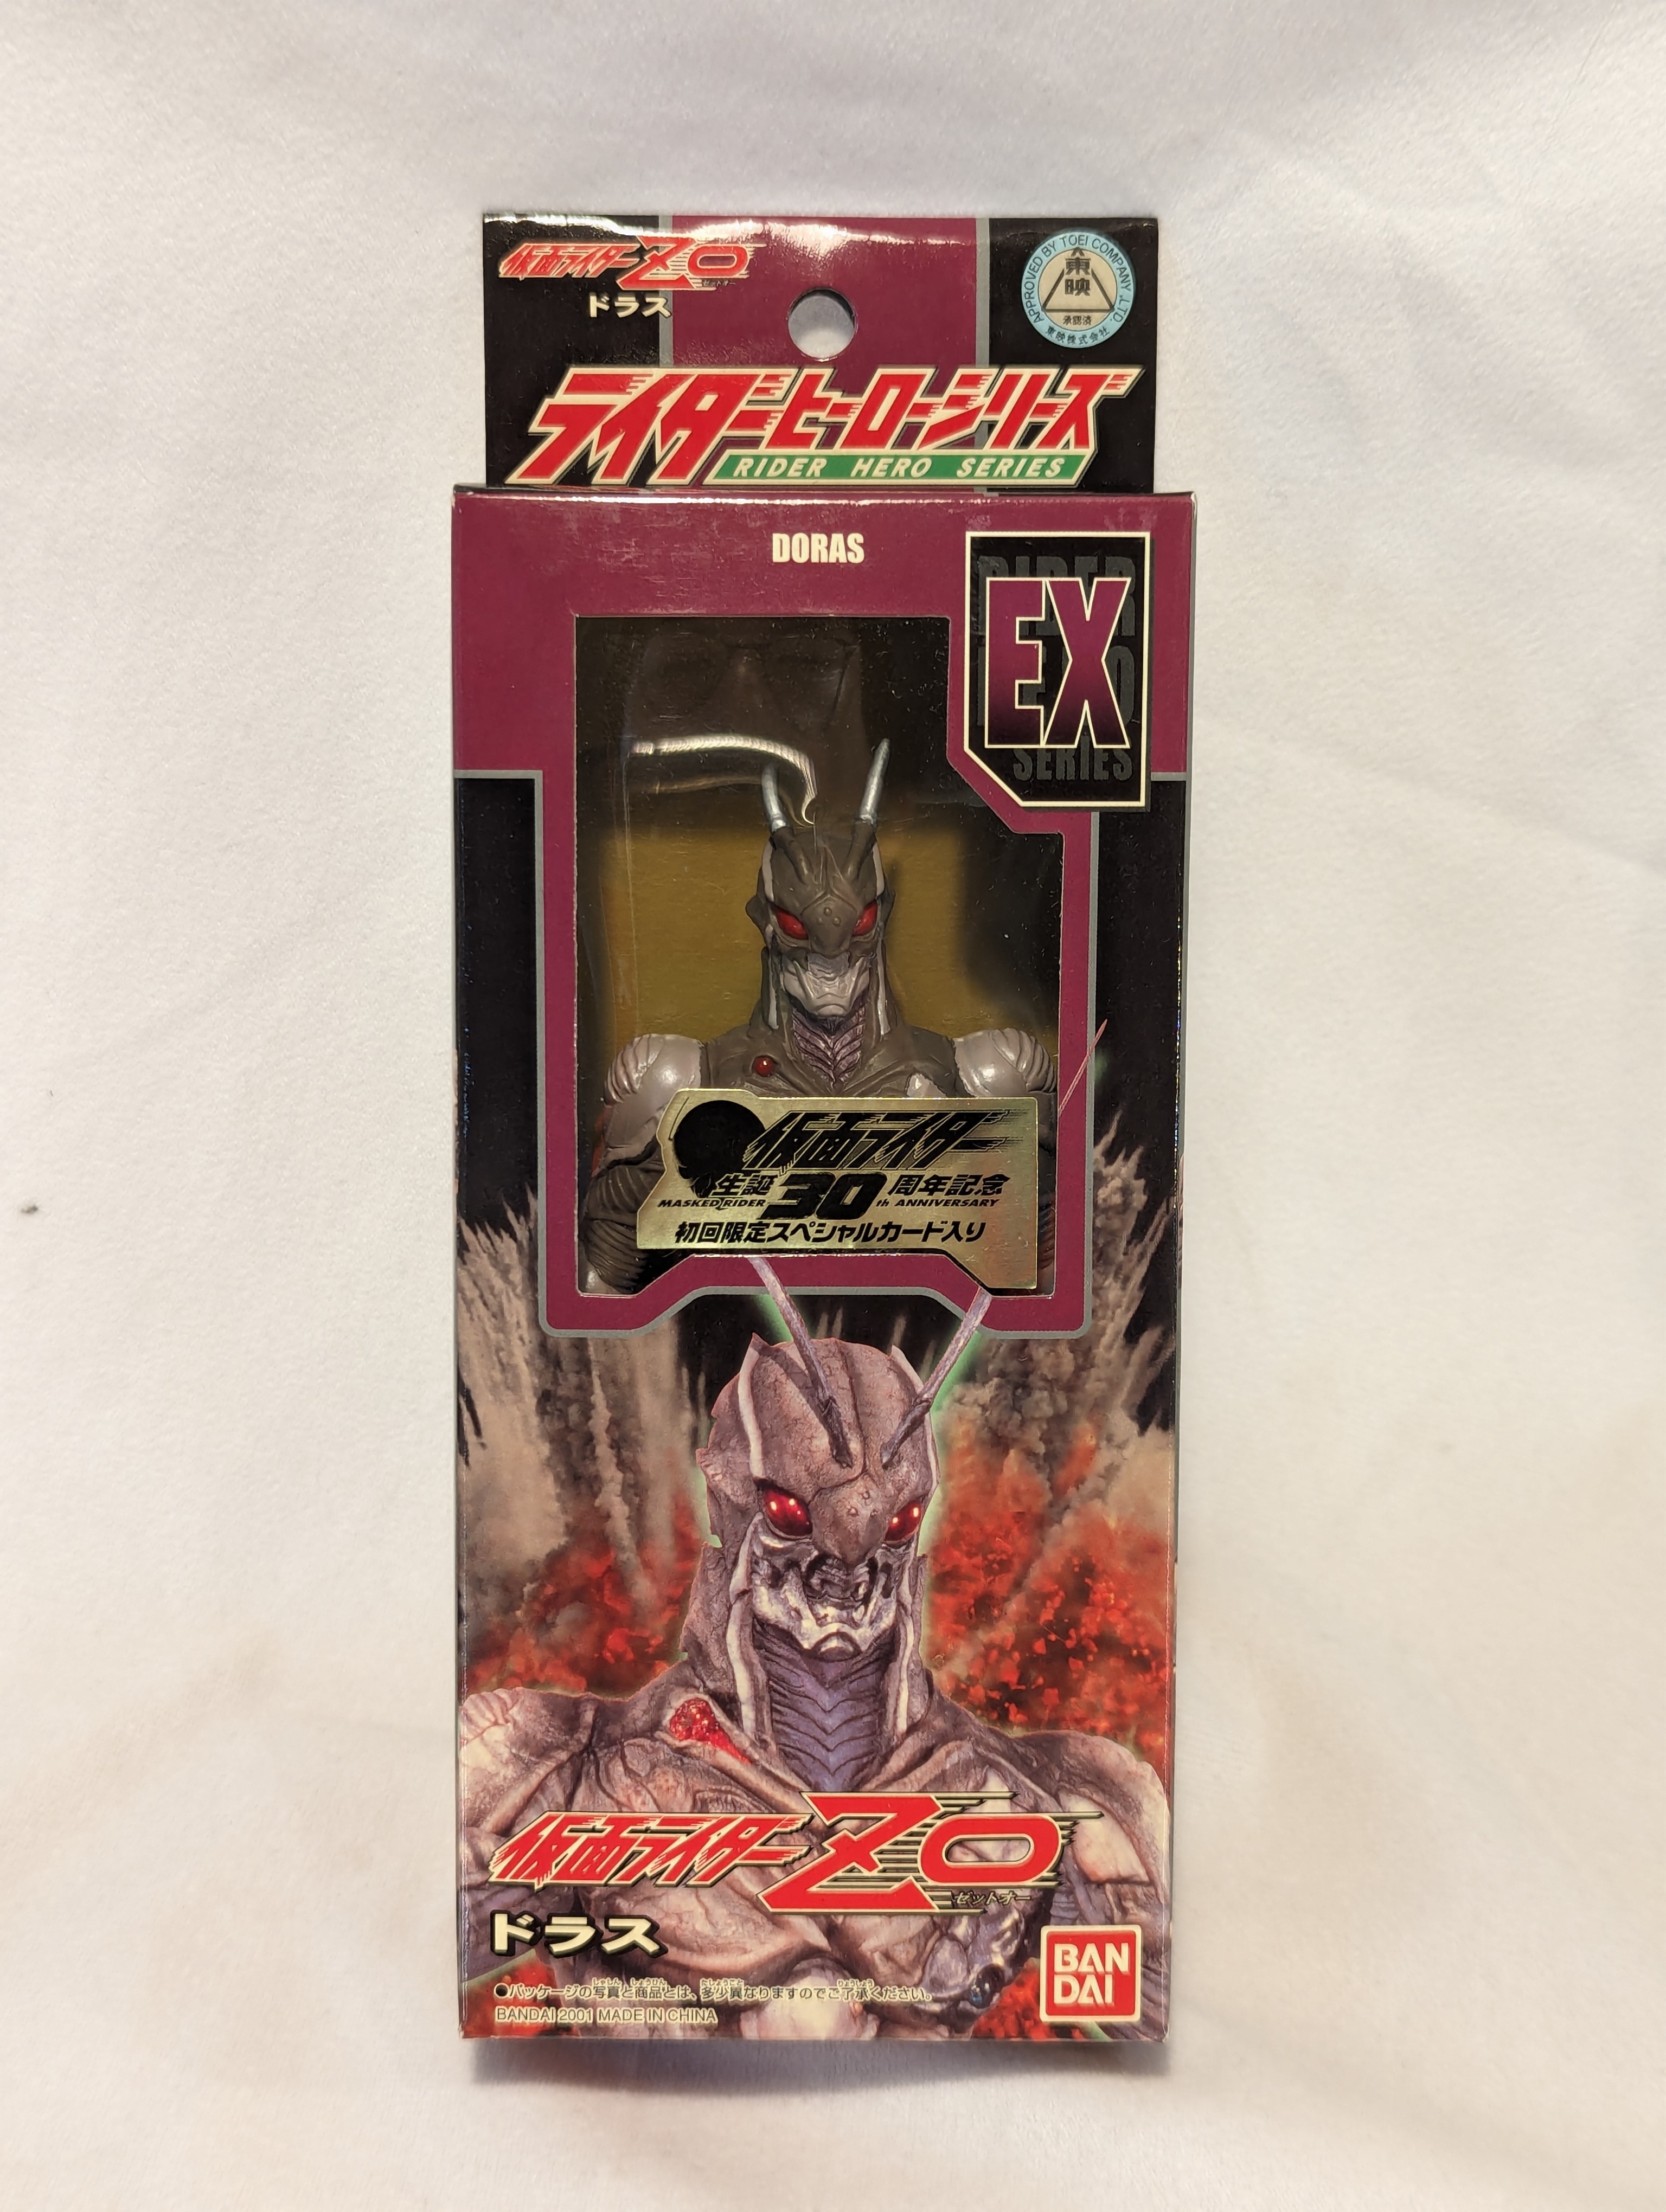 仮面ライダーZO
ゼットオー
ドラス
APPROVED BY TOEI COMPANY, LTD.
東映
承認済
東映株式会社
ライダーヒーローシリーズ
RIDER HERO SERIES
DORAS
RIDER
HERO
EX
SERIES
仮面ライダー
生誕30周年記念
MASKED RIDER 30th ANNIVERSARY
初回限定スペシャルカード入り
仮面ライダーZO
ゼットオー
ドラス
●パッケージの写真と商品とは、多少異なりますのでご了承ください。
BANDAI 2001 MADE IN CHINA
BAN
DAI